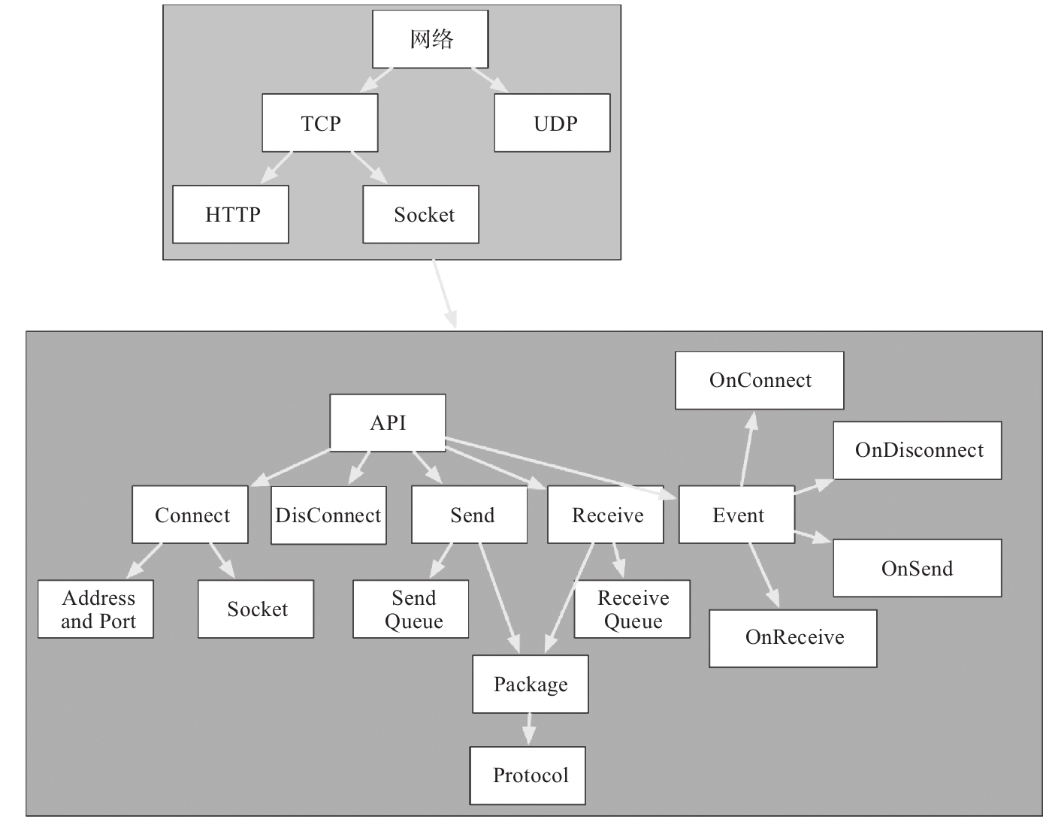 网络
TCP
UDP
HTTP
Socket
OnConnect
API
OnDisconnect
Connect
DisConnect
Send
Receive
Event
OnSend
Address
and Port
Socket
Send
Queue
Receive
Queue
OnReceive
Package
Protocol